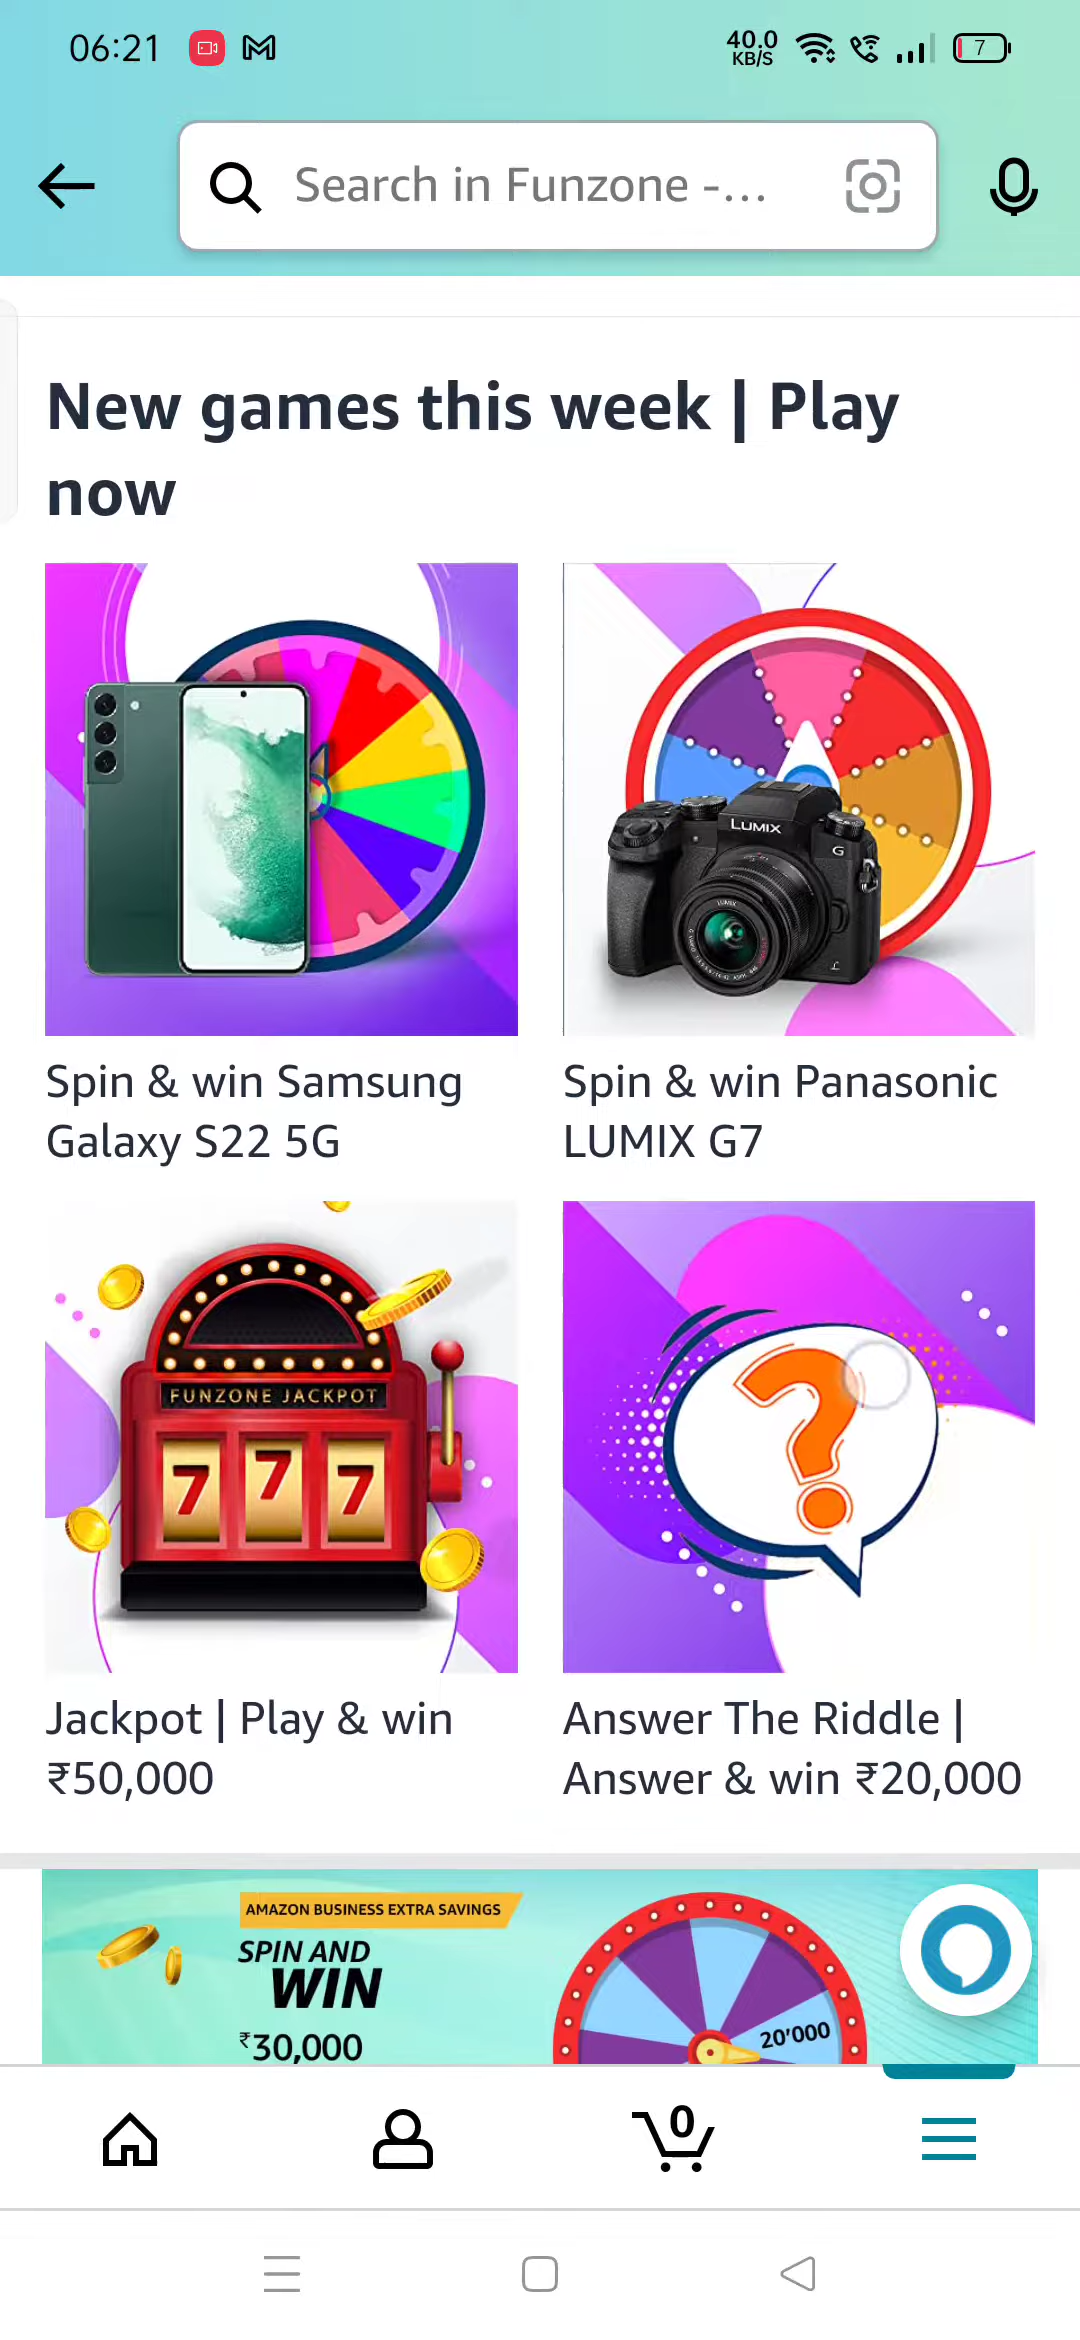 06:21
40.0
KB/S
7
Search in Funzone -...
New games this week | Play
now
LUMIX
G
LUMIX
Spin & win Samsung
Galaxy S22 5G
Spin & win Panasonic
LUMIX G7
FUNZONE JACKPOT
7 7 7
?
Jackpot | Play & win
₹50,000
Answer The Riddle |
Answer & win ₹20,000
AMAZON BUSINESS EXTRA SAVINGS
SPIN AND
WIN
₹30,000
20'000
0